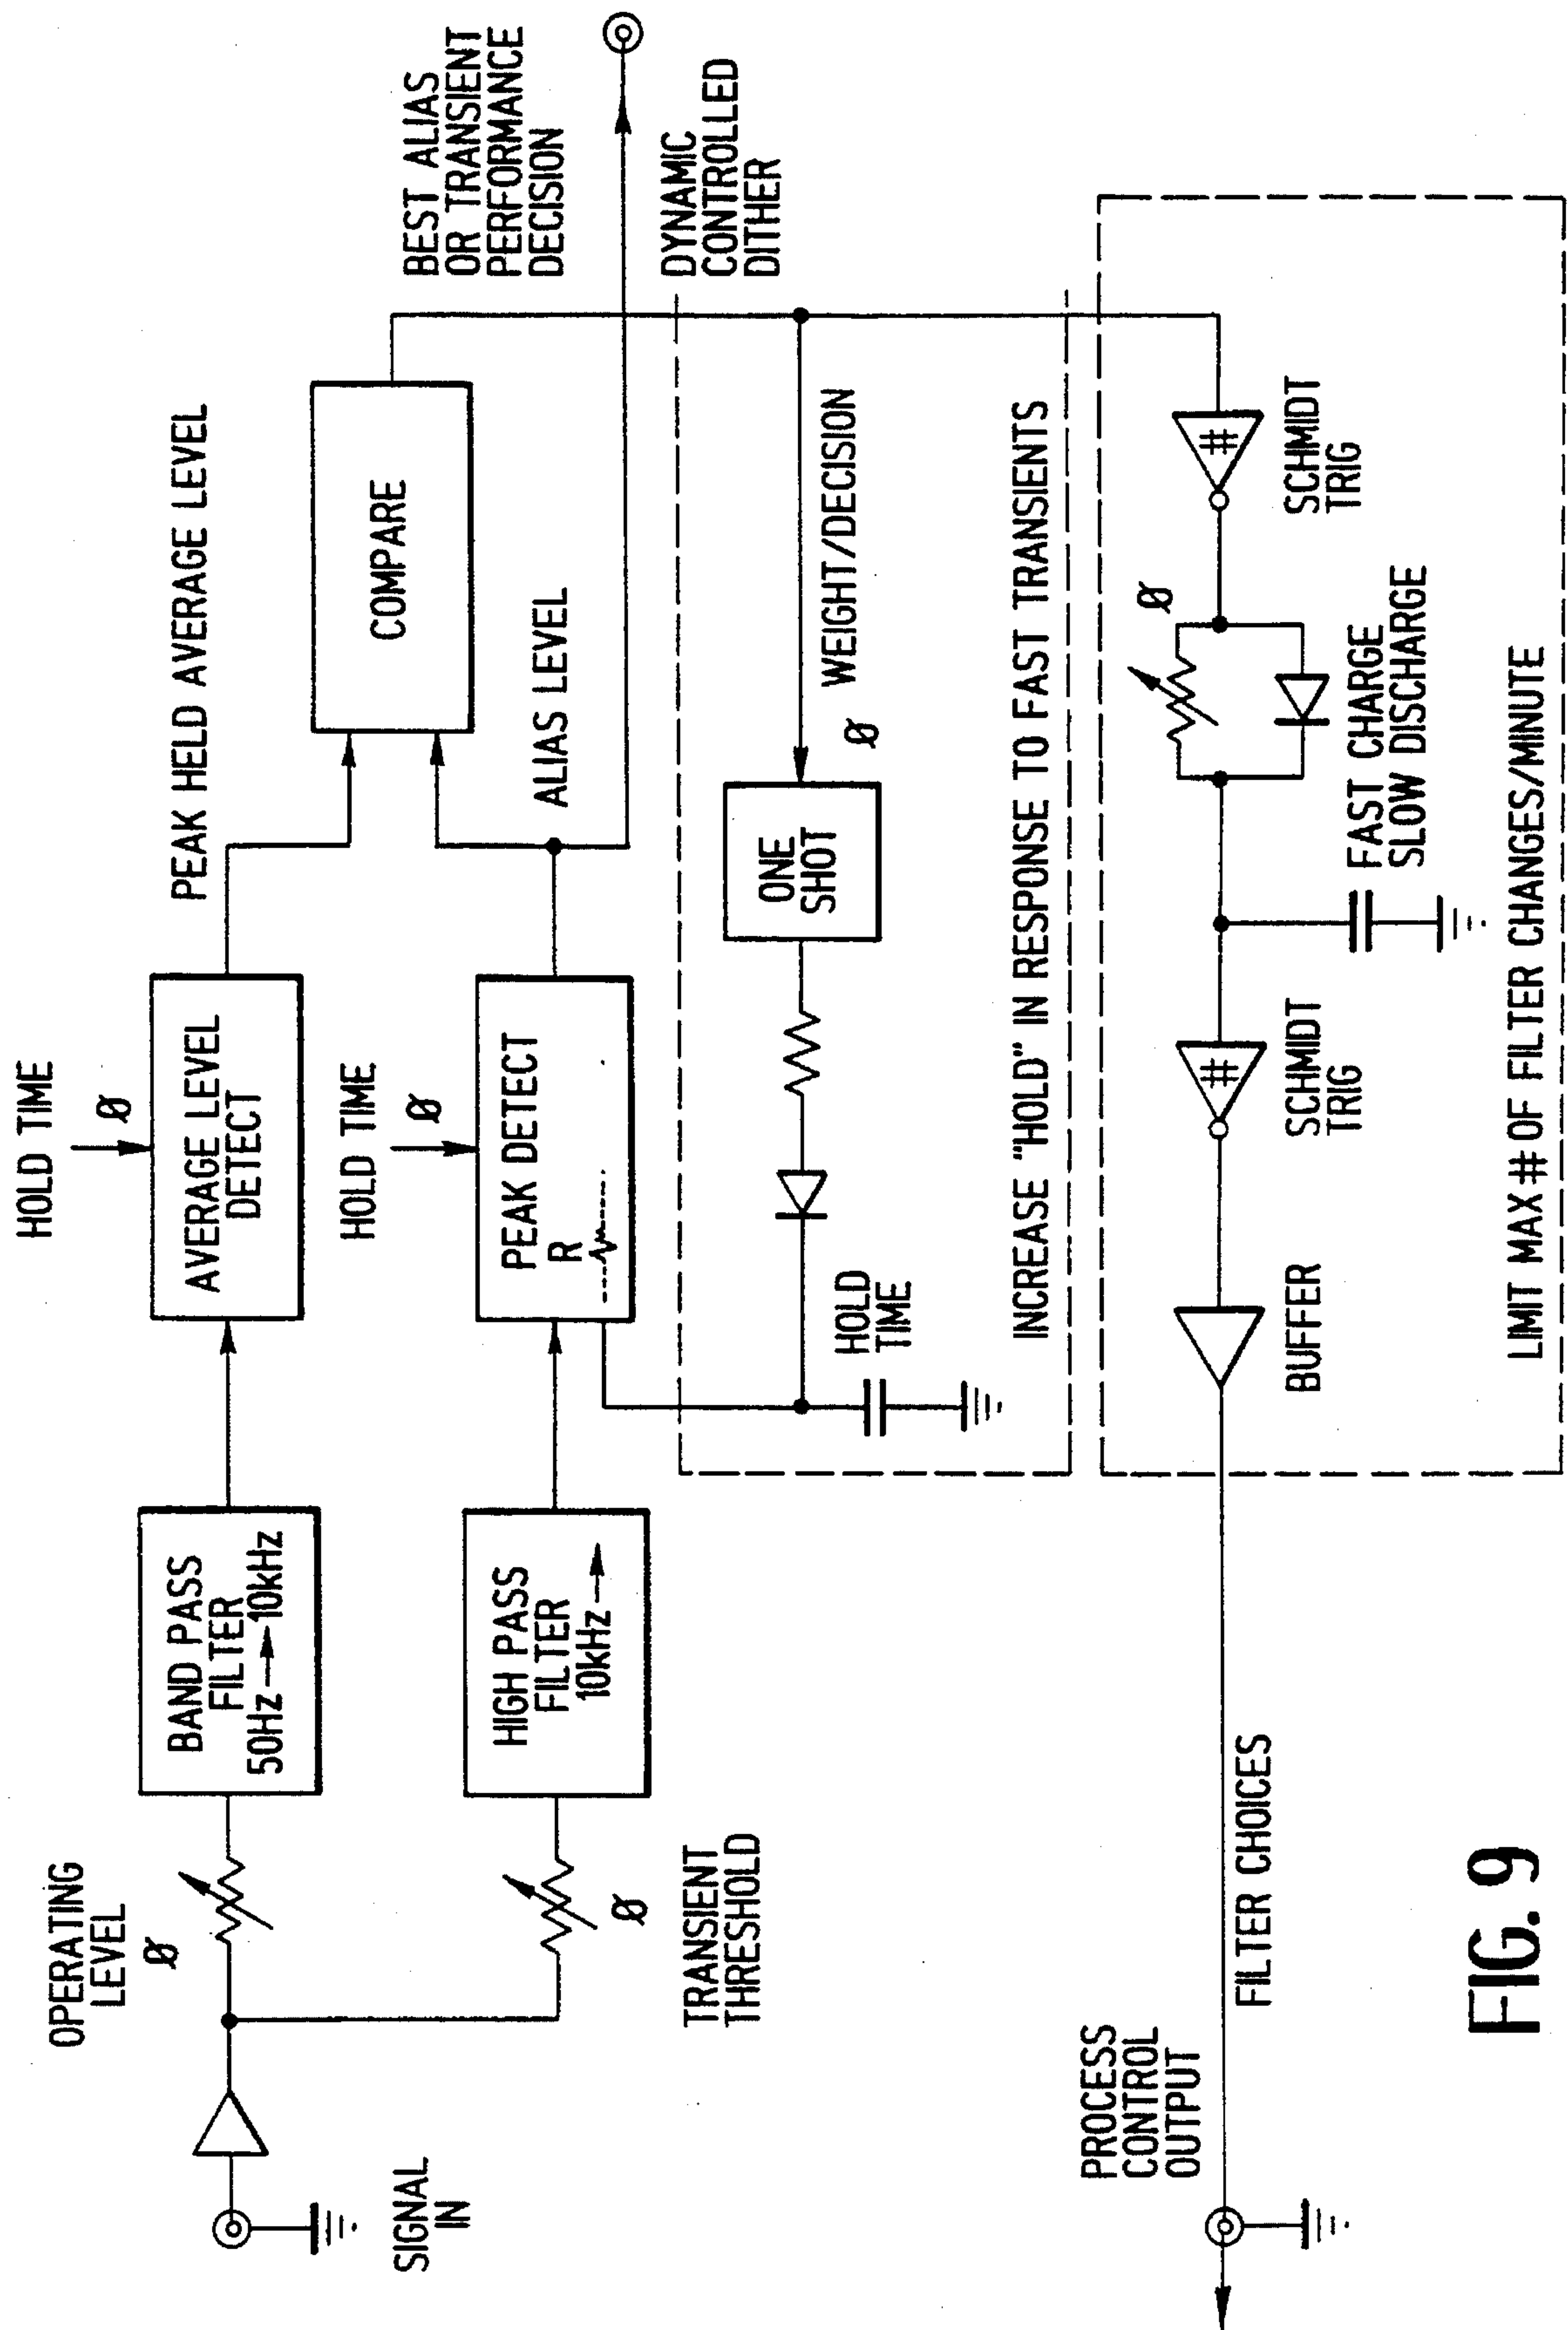 OPERATING
LEVEL
Ø
SIGNAL
IN
BAND PASS
FILTER
50Hz → 10kHz
HOLD TIME
Ø
AVERAGE LEVEL
DETECT
PEAK HELD AVERAGE LEVEL
COMPARE
BEST ALIAS
OR TRANSIENT
PERFORMANCE
DECISION
TRANSIENT
THRESHOLD
Ø
HIGH PASS
FILTER
10kHz →
HOLD TIME
Ø
PEAK DETECT
R
ALIAS LEVEL
DYNAMIC
CONTROLLED
DITHER
HOLD
TIME
ONE
SHOT
Ø
WEIGHT/DECISION
INCREASE "HOLD" IN RESPONSE TO FAST TRANSIENTS
PROCESS
CONTROL
OUTPUT
FILTER CHOICES
BUFFER
#
SCHMIDT
TRIG
Ø
FAST CHARGE
SLOW DISCHARGE
#
SCHMIDT
TRIG
LIMIT MAX # OF FILTER CHANGES/MINUTE
FIG. 9